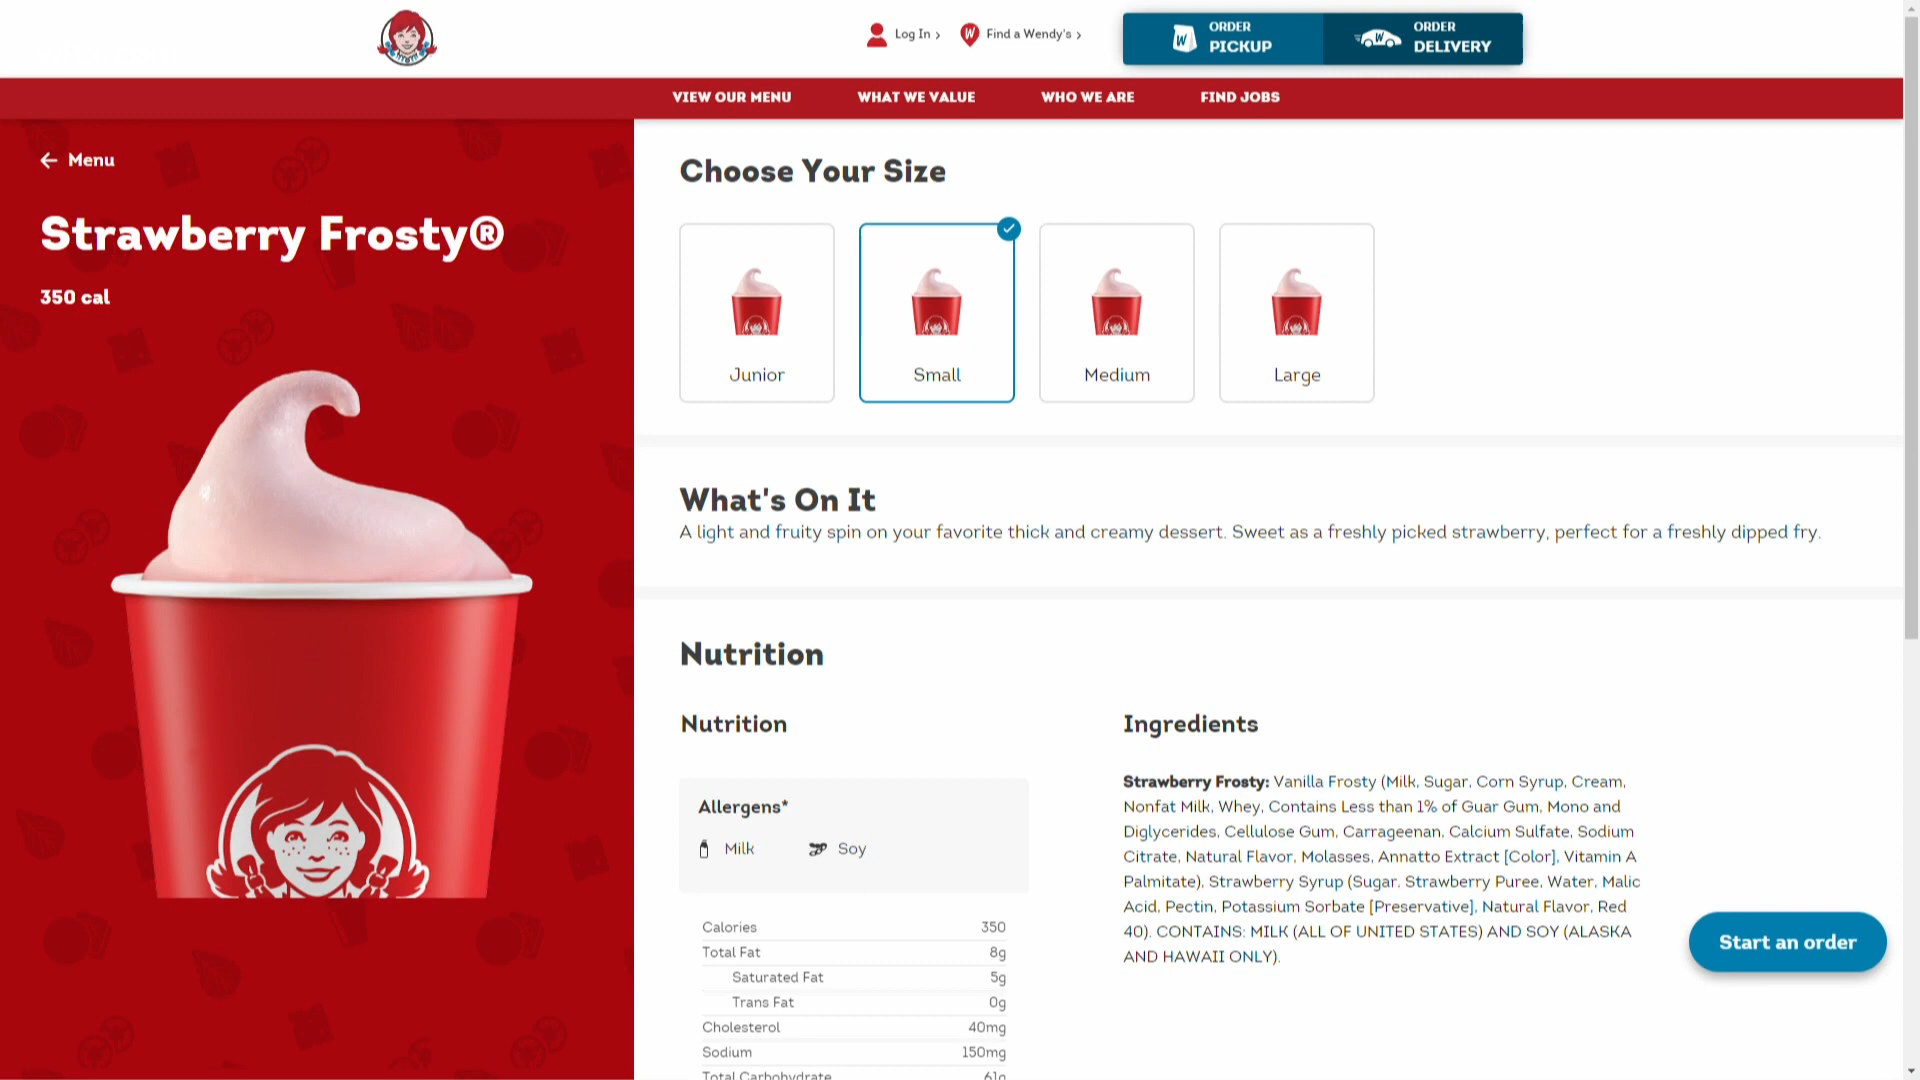 Log In
Find a Wendy's
ORDER
PICKUP
ORDER
DELIVERY
VIEW OUR MENU
WHAT WE VALUE
WHO WE ARE
FIND JOBS
Menu
Strawberry Frosty®
350 cal
Choose Your Size
Junior
Small
Medium
Large
What's On It
A light and fruity spin on your favorite thick and creamy dessert. Sweet as a freshly picked strawberry, perfect for a freshly dipped fry.
Nutrition
Nutrition
Allergens*
Milk
Soy
Calories 350
Total Fat 8g
Saturated Fat 5g
Trans Fat 0g
Cholesterol 40mg
Sodium 150mg
Total Carbohydrate 61g
Ingredients
Strawberry Frosty: Vanilla Frosty (Milk, Sugar, Corn Syrup, Cream,
Nonfat Milk, Whey, Contains Less than 1% of Guar Gum, Mono and
Diglycerides, Cellulose Gum, Carrageenan, Calcium Sulfate, Sodium
Citrate, Natural Flavor, Molasses, Annatto Extract [Color], Vitamin A
Palmitate), Strawberry Syrup (Sugar, Strawberry Puree, Water, Malic
Acid, Pectin, Potassium Sorbate [Preservative], Natural Flavor, Red
40). CONTAINS: MILK (ALL OF UNITED STATES) AND SOY (ALASKA
AND HAWAII ONLY).
Start an order